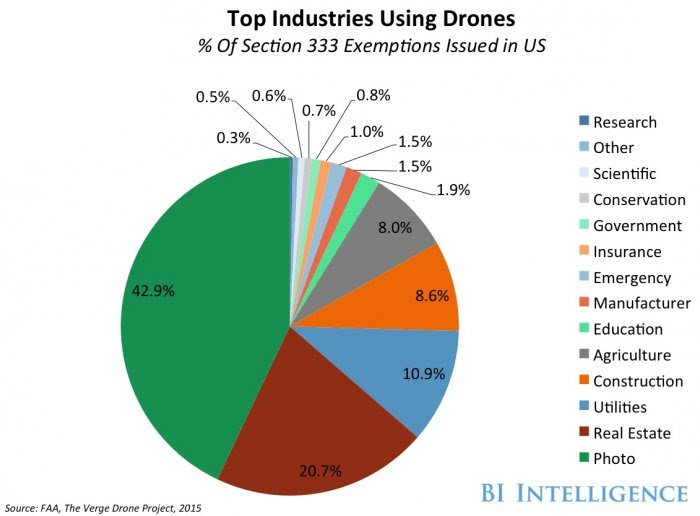 Top Industries Using Drones
% Of Section 333 Exemptions Issued in US
0.3%
0.5%
0.6%
0.7%
0.8%
1.0%
1.5%
1.5%
1.9%
8.0%
8.6%
10.9%
20.7%
42.9%
Research
Other
Scientific
Conservation
Government
Insurance
Emergency
Manufacturer
Education
Agriculture
Construction
Utilities
Real Estate
Photo
Source: FAA, The Verge Drone Project, 2015
BI INTELLIGENCE